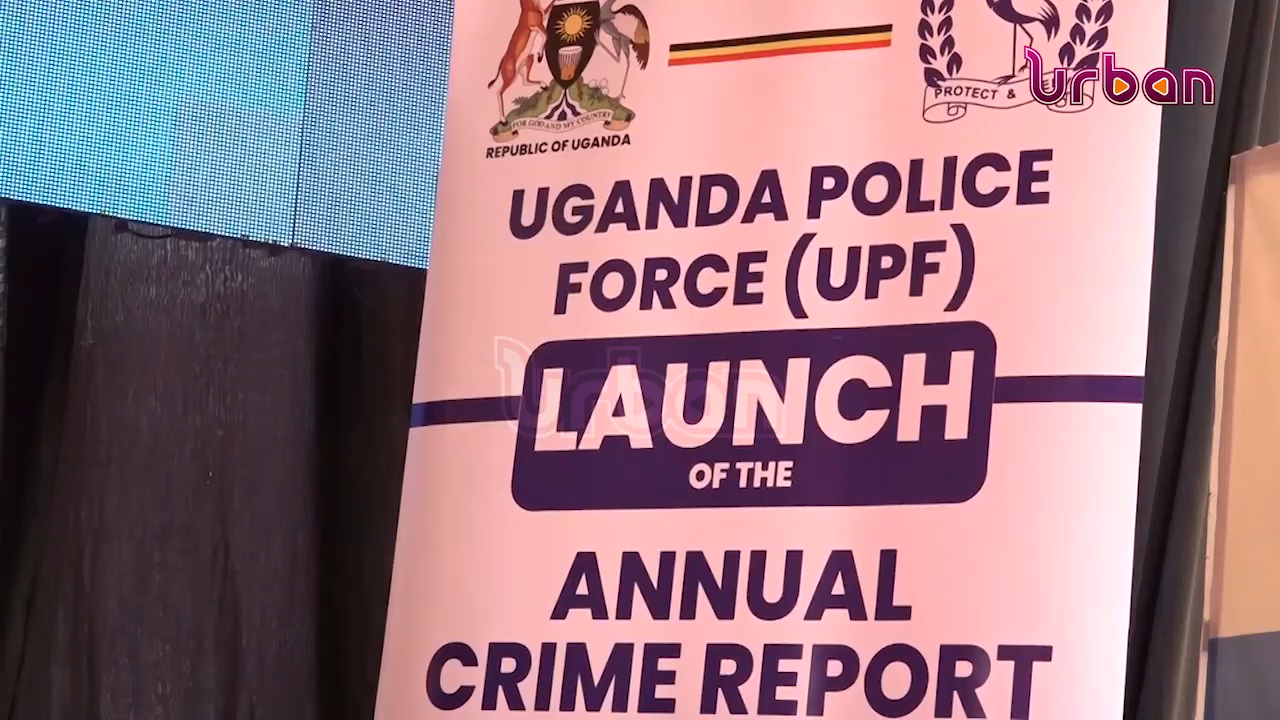 FOR GOD AND MY COUNTRY
REPUBLIC OF UGANDA
PROTECT &
urban
UGANDA POLICE
FORCE (UPF)
LAUNCH
urban
OF THE
ANNUAL
CRIME REPORT